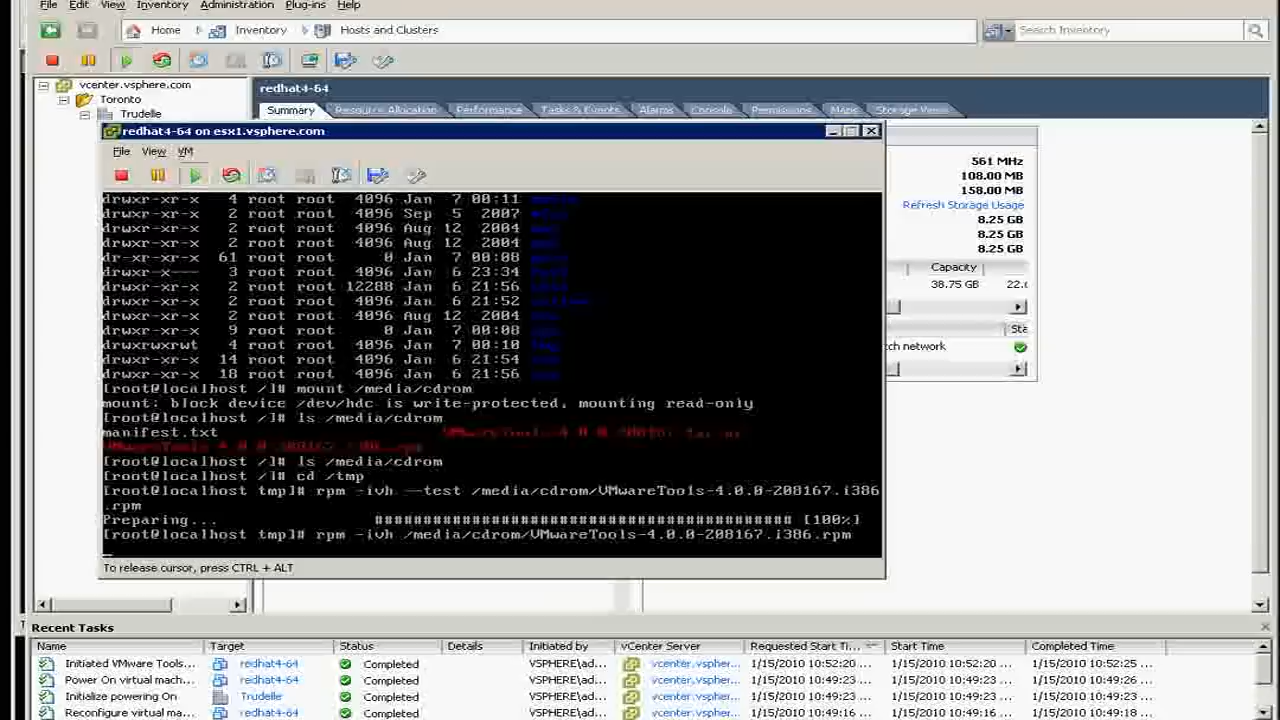 File Edit View Inventory Administration Plug-ins Help
Home Inventory Hosts and Clusters Search Inventory
vcenter.vsphere.com
Toronto
Trudelle
redhat4-64
Summary Resource Allocation Performance Tasks & Events Alarms Console Permissions Maps Storage Views
redhat4-64 on esx1.vsphere.com
File View VM
561 MHz
108.00 MB
158.00 MB
Refresh Storage Usage
8.25 GB
8.25 GB
8.25 GB
Capacity
38.75 GB 22.
Sta
tch network
drwxr-xr-x 4 root root 4096 Jan 7 00:11
drwxr-xr-x 2 root root 4096 Sep 5 2007
drwxr-xr-x 2 root root 4096 Aug 12 2004
drwxr-xr-x 2 root root 4096 Aug 12 2004
dr-xr-xr-x 61 root root 0 Jan 7 00:08
drwxr-x--- 3 root root 4096 Jan 6 23:34
drwxr-xr-x 2 root root 12288 Jan 6 21:56
drwxr-xr-x 2 root root 4096 Jan 6 21:52
drwxr-xr-x 2 root root 4096 Aug 12 2004
drwxr-xr-x 9 root root 0 Jan 7 00:08
drwxrwxrwt 4 root root 4096 Jan 7 00:10
drwxr-xr-x 14 root root 4096 Jan 6 21:54
drwxr-xr-x 18 root root 4096 Jan 6 21:56
[root@localhost /]# mount /media/cdrom
mount: block device /dev/hdc is write-protected, mounting read-only
[root@localhost /]# ls /media/cdrom
manifest.txt
[root@localhost /]# ls /media/cdrom
[root@localhost /]# cd /tmp
[root@localhost tmp]# rpm -ivh --test /media/cdrom/VMwareTools-4.0.0-208167.i386
.rpm
Preparing... ########################################### [100%]
[root@localhost tmp]# rpm -ivh /media/cdrom/VMwareTools-4.0.0-208167.i386.rpm
To release cursor, press CTRL + ALT
Recent Tasks
Name Target Status Details Initiated by vCenter Server Requested Start Ti... Start Time Completed Time
Initiated VMware Tools... redhat4-64 Completed VSPHERE\ad... vcenter.vspher... 1/15/2010 10:52:20 ... 1/15/2010 10:52:20 ... 1/15/2010 10:52:25 ...
Power On virtual mach... redhat4-64 Completed VSPHERE\ad... vcenter.vspher... 1/15/2010 10:49:23 ... 1/15/2010 10:49:23 ... 1/15/2010 10:49:26 ...
Initialize powering On Trudelle Completed VSPHERE\ad... vcenter.vspher... 1/15/2010 10:49:23 ... 1/15/2010 10:49:23 ... 1/15/2010 10:49:23 ...
Reconfigure virtual ma... redhat4-64 Completed VSPHERE\ad... vcenter.vspher... 1/15/2010 10:49:16 ... 1/15/2010 10:49:16 ... 1/15/2010 10:49:18 ...